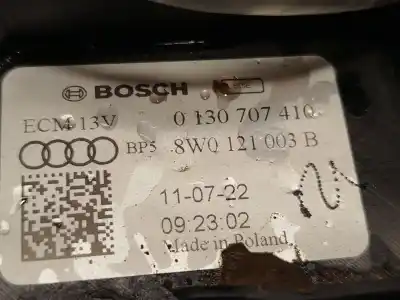 BOSCH
ECM 13V 0 130 707 410
BP5 8W0 121 003 B
11-07-22
09:23:02
Made in Poland